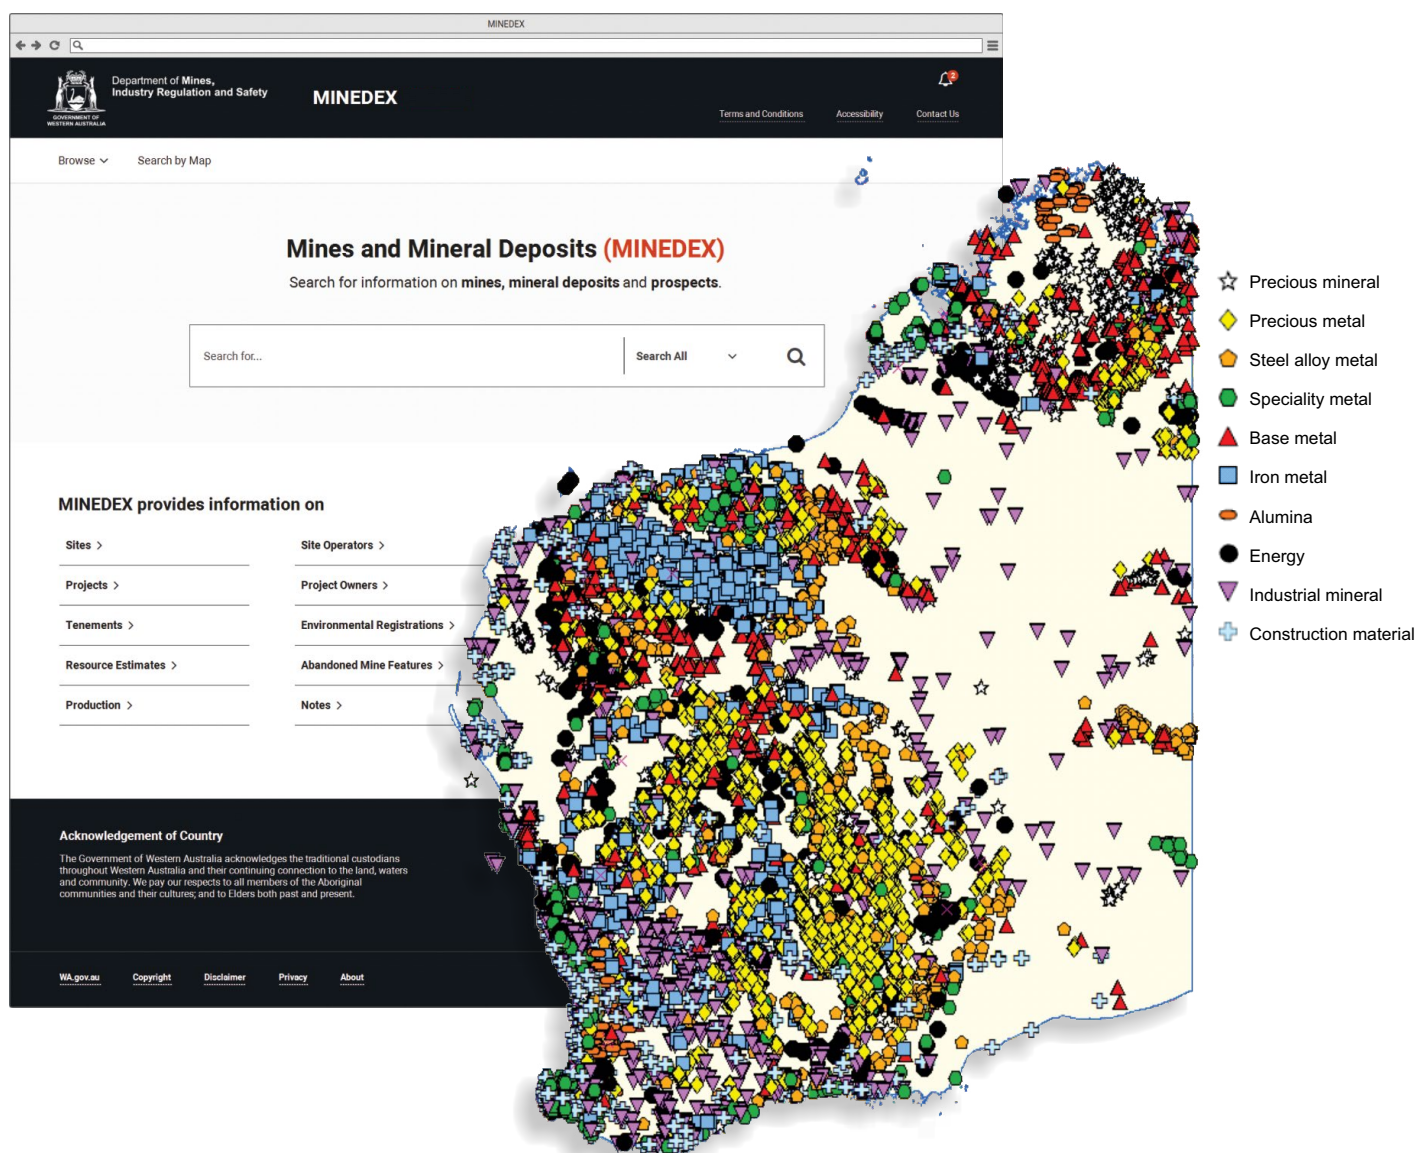 MINEDEX
GOVERNMENT OF
WESTERN AUSTRALIA
Department of Mines,
Industry Regulation and Safety
MINEDEX
2
Terms and Conditions
Accessibility
Contact Us
Browse
Search by Map
Mines and Mineral Deposits (MINEDEX)
Search for information on mines, mineral deposits and prospects.
Search for...
Search All
MINEDEX provides information on
Sites >
Site Operators >
Projects >
Project Owners >
Tenements >
Environmental Registrations >
Resource Estimates >
Abandoned Mine Features >
Production >
Notes >
Acknowledgement of Country
The Government of Western Australia acknowledges the traditional custodians
throughout Western Australia and their continuing connection to the land, waters
and community. We pay our respects to all members of the Aboriginal
communities and their cultures; and to Elders both past and present.
WA.gov.au
Copyright
Disclaimer
Privacy
About
Precious mineral
Precious metal
Steel alloy metal
Speciality metal
Base metal
Iron metal
Alumina
Energy
Industrial mineral
Construction material